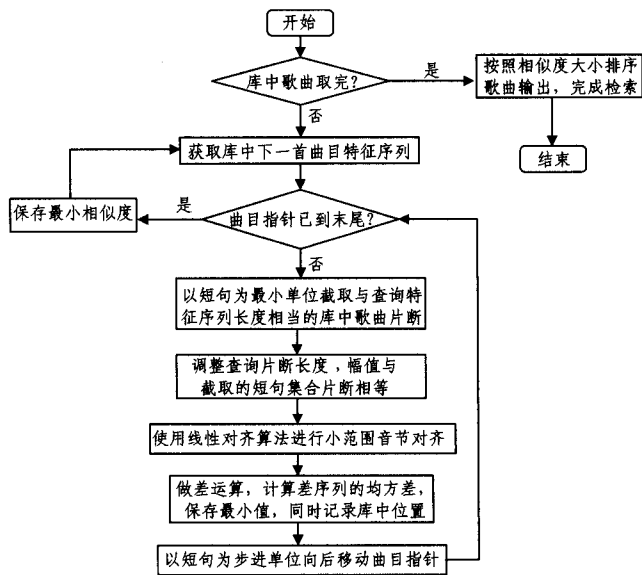 开始
库中歌曲取完?
是
按照相似度大小排序
歌曲输出，完成检索
结束
否
获取库中下一首曲目特征序列
保存最小相似度
是
曲目指针已到末尾?
否
以短句为最小单位截取与查询特
征序列长度相当的库中歌曲片断
调整查询片断长度，幅值与
截取的短句集合片断相等
使用线性对齐算法进行小范围音节对齐
做差运算，计算差序列的均方差，
保存最小值，同时记录库中位置
以短句为步进单位向后移动曲目指针